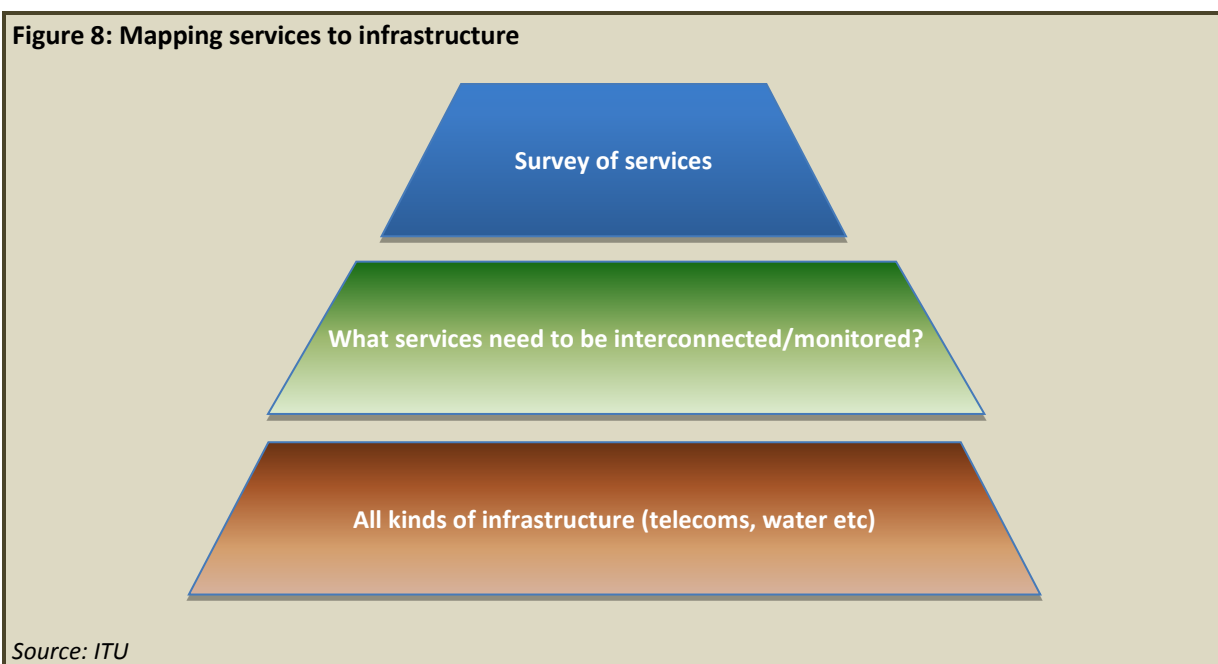 Figure 8: Mapping services to infrastructure
Survey of services
What services need to be interconnected/monitored?
All kinds of infrastructure (telecoms, water etc)
Source: ITU